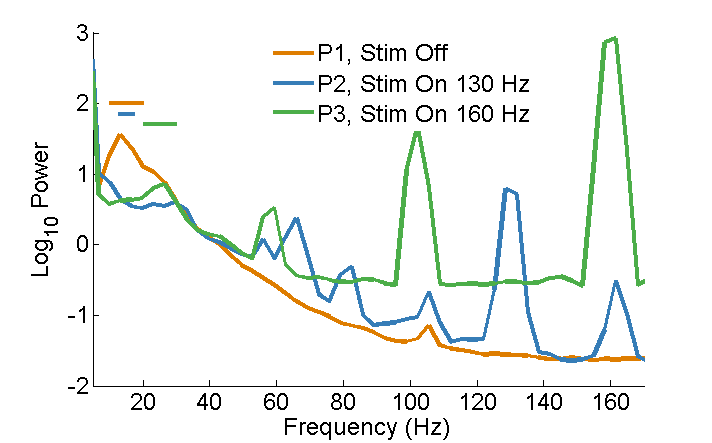 3
2
1
0
-1
-2
Log10 Power
P1, Stim Off
P2, Stim On 130 Hz
P3, Stim On 160 Hz
20 40 60 80 100 120 140 160
Frequency (Hz)